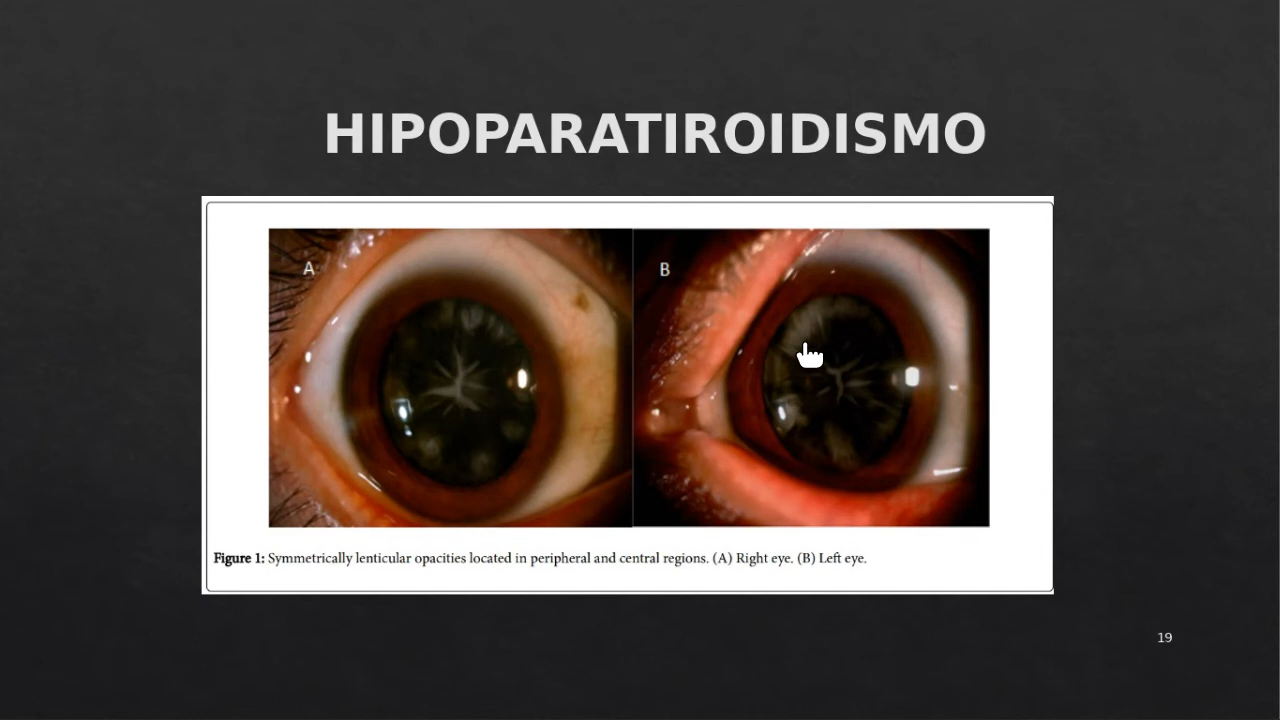 HIPOPARATIROIDISMO
A
B
Figure 1: Symmetrically lenticular opacities located in peripheral and central regions. (A) Right eye. (B) Left eye.
19